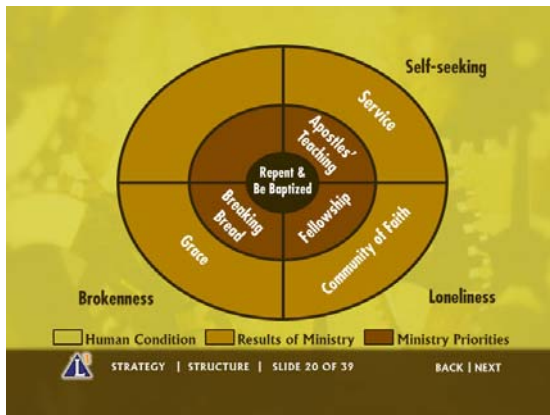 Self-seeking
Service
Apostles'
Teaching
Repent &
Be Baptized
Breaking
Bread
Fellowship
Grace
Community of Faith
Brokenness
Loneliness
Human Condition
Results of Ministry
Ministry Priorities
L
STRATEGY | STRUCTURE | SLIDE 20 OF 39
BACK | NEXT